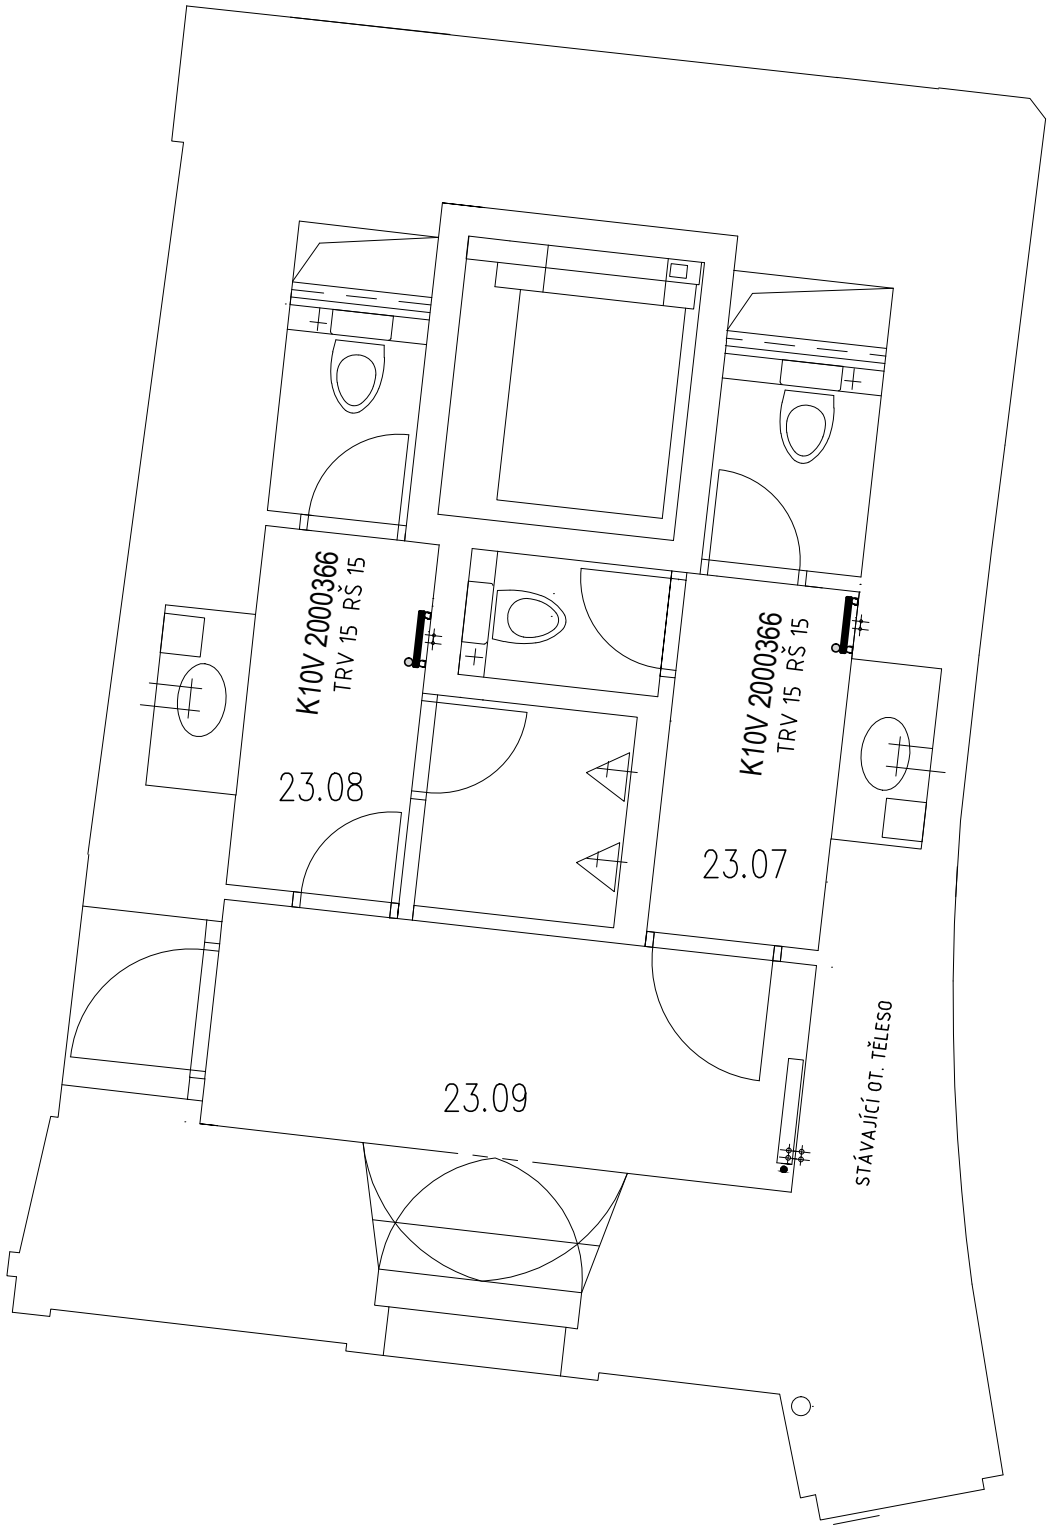 K10V 2000366
TRV 15 RŠ 15
23.08
K10V 2000366
TRV 15 RŠ 15
23.07
23.09
STÁVAJÍCÍ OT. TĚLESO